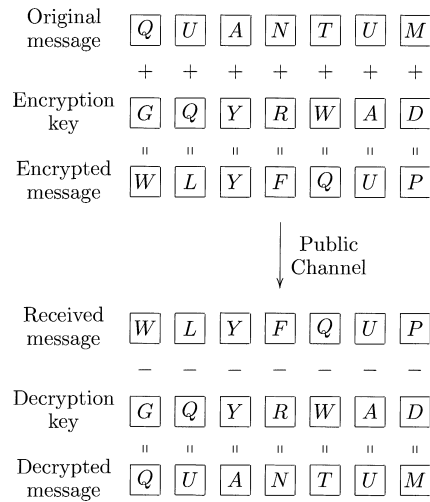 Original message Q U A N T U M
+ + + + + + +
Encryption key G Q Y R W A D
= = = = = = =
Encrypted message W L Y F Q U P
Public Channel
Received message W L Y F Q U P
− − − − − − −
Decryption key G Q Y R W A D
= = = = = = =
Decrypted message Q U A N T U M